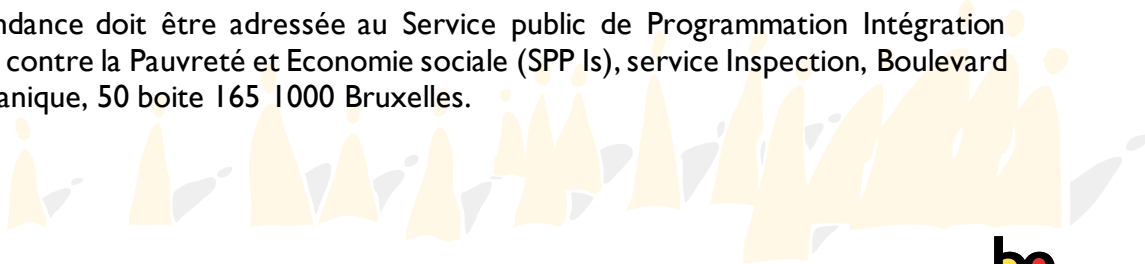 ndance doit être adressée au Service public de Programmation Intégration
contre la Pauvreté et Economie sociale (SPP Is), service Inspection, Boulevard
anique, 50 boite 165 1000 Bruxelles.